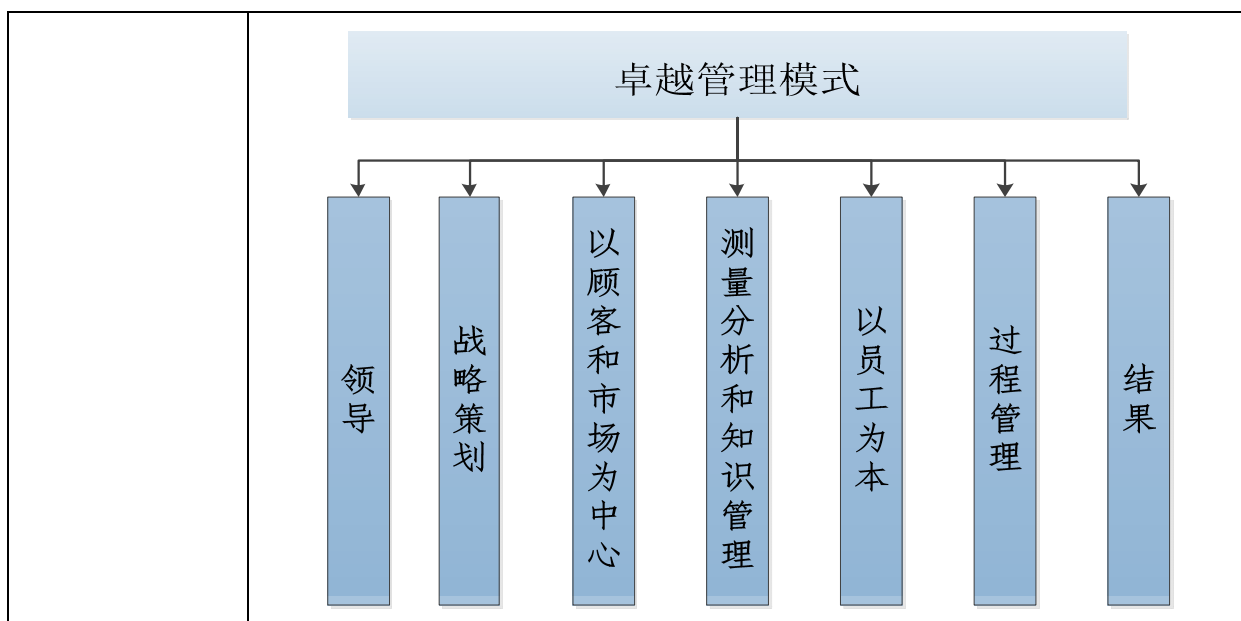 卓越管理模式
领导
战略策划
以顾客和市场为中心
测量分析和知识管理
以员工为本
过程管理
结果